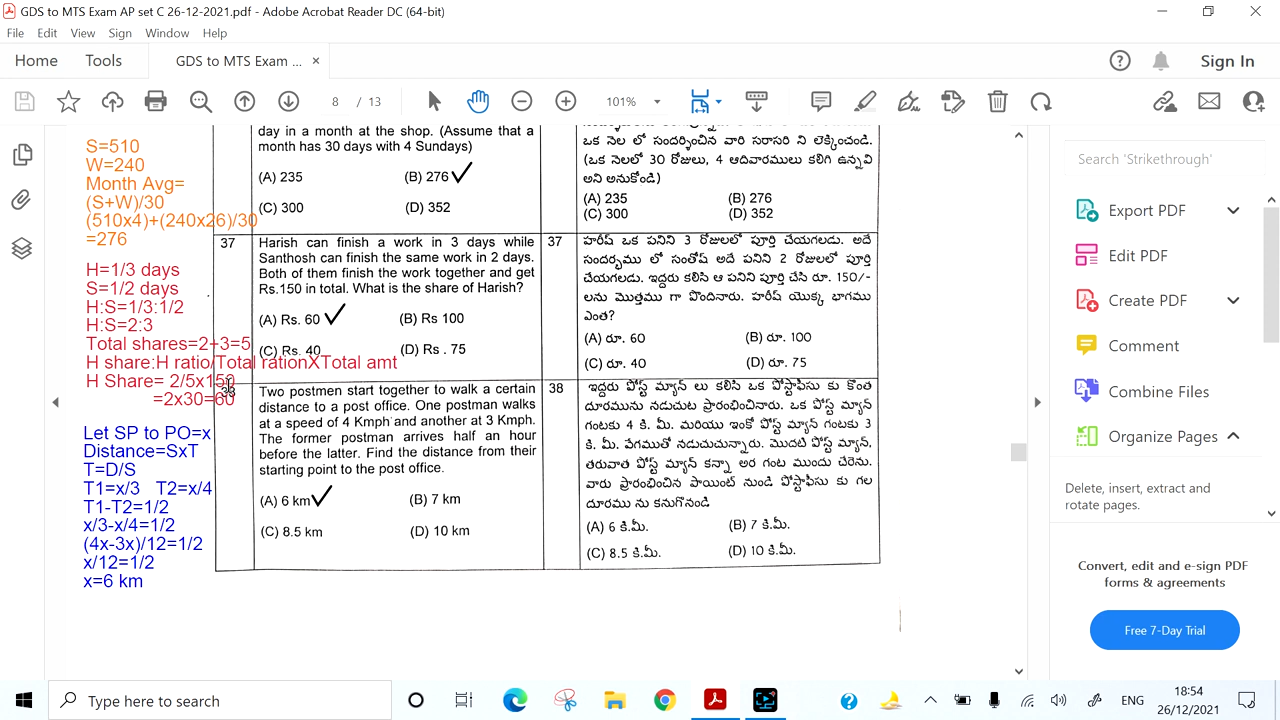 GDS to MTS Exam AP set C 26-12-2021.pdf - Adobe Acrobat Reader DC (64-bit)
File Edit View Sign Window Help
Home Tools GDS to MTS Exam ... × Sign In
8 / 13 101%
S=510
W=240
Month Avg=
(S+W)/30
(510x4)+(240x26)/30
=276
H=1/3 days
S=1/2 days
H:S=1/3:1/2
H:S=2:3
Total shares=2+3=5
H share:H ratio/Total rationXTotal amt
H Share= 2/5x150
=2x30=60
Let SP to PO=x
Distance=SxT
T=D/S
T1=x/3 T2=x/4
T1-T2=1/2
x/3-x/4=1/2
(4x-3x)/12=1/2
x/12=1/2
x=6 km
day in a month at the shop. (Assume that a
month has 30 days with 4 Sundays)
(A) 235 (B) 276
(C) 300 (D) 352
37 Harish can finish a work in 3 days while
Santhosh can finish the same work in 2 days.
Both of them finish the work together and get
Rs.150 in total. What is the share of Harish?
(A) Rs. 60 (B) Rs 100
(C) Rs. 40 (D) Rs . 75
38 Two postmen start together to walk a certain
distance to a post office. One postman walks
at a speed of 4 Kmph and another at 3 Kmph.
The former postman arrives half an hour
before the latter. Find the distance from their
starting point to the post office.
(A) 6 km (B) 7 km
(C) 8.5 km (D) 10 km
ఒక నెల లో సందర్శించిన వారి సరాసరి ని లెక్కించండి.
(ఒక నెలలో 30 రోజులు, 4 ఆదివారములు కలిగి ఉన్నవి
అని అనుకోండి)
(A) 235 (B) 276
(C) 300 (D) 352
37 హరీష్ ఒక పనిని 3 రోజులలో పూర్తి చేయగలడు. అదే
సందర్భము లో సంతోష్ అదే పనిని 2 రోజులలో పూర్తి
చేయగలడు. ఇద్దరు కలిసి ఆ పనిని పూర్తి చేసి రూ. 150/-
లను మొత్తము గా పొందినారు. హరీష్ యొక్క భాగము
ఎంత?
(A) రూ. 60 (B) రూ. 100
(C) రూ. 40 (D) రూ. 75
38 ఇద్దరు పోస్ట్ మ్యాన్ లు కలిసి ఒక పోస్టాఫీసు కు కొంత
దూరమును నడుచుట ప్రారంభించినారు. ఒక పోస్ట్ మ్యాన్
గంటకు 4 కి. మీ. మరియు ఇంకో పోస్ట్ మ్యాన్ గంటకు 3
కి. మీ. వేగముతో నడుచుచున్నారు. మొదటి పోస్ట్ మ్యాన్,
తరువాత పోస్ట్ మ్యాన్ కన్నా అర గంట ముందు చేరెను.
వారు ప్రారంభించిన పాయింట్ నుండి పోస్టాఫీసు కు గల
దూరము ను కనుగొనండి
(A) 6 కి.మీ. (B) 7 కి.మీ.
(C) 8.5 కి.మీ. (D) 10 కి.మీ.
Search 'Strikethrough'
Export PDF
Edit PDF
Create PDF
Comment
Combine Files
Organize Pages
Delete, insert, extract and
rotate pages.
Convert, edit and e-sign PDF
forms & agreements
Free 7-Day Trial
Type here to search
ENG
18:54
26/12/2021